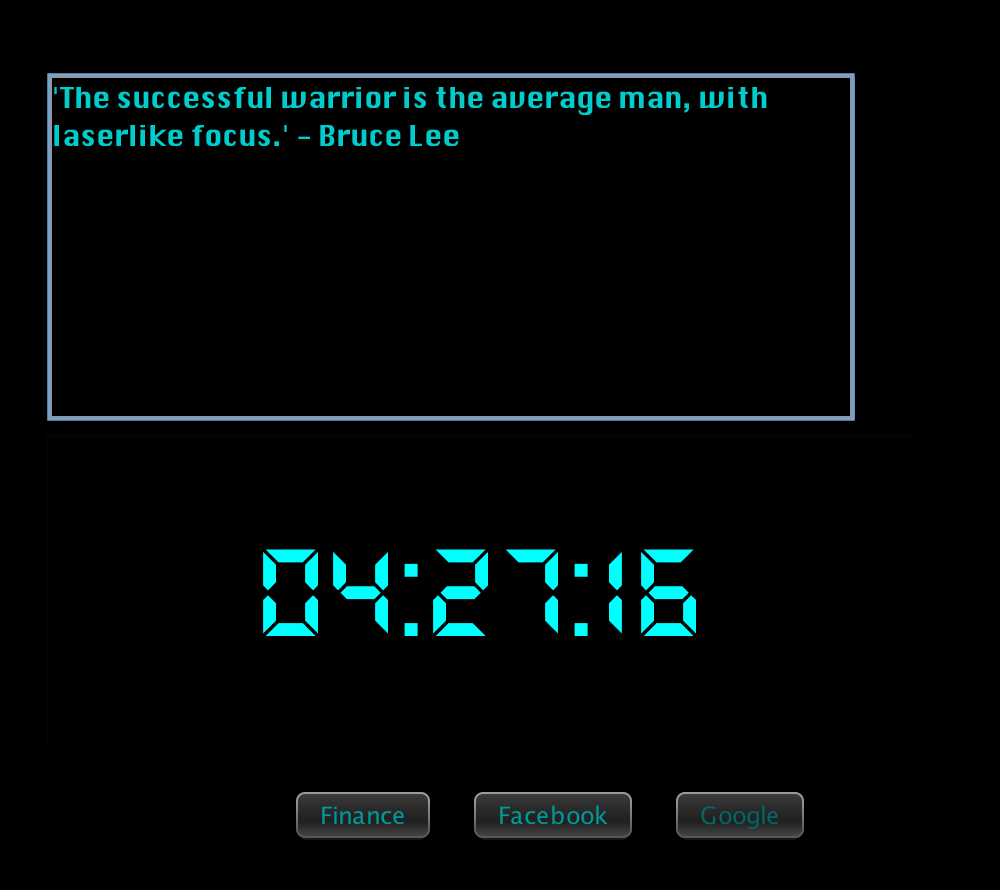 'The successful warrior is the average man, with
laserlike focus.' - Bruce Lee
04:27:16
Finance Facebook Google